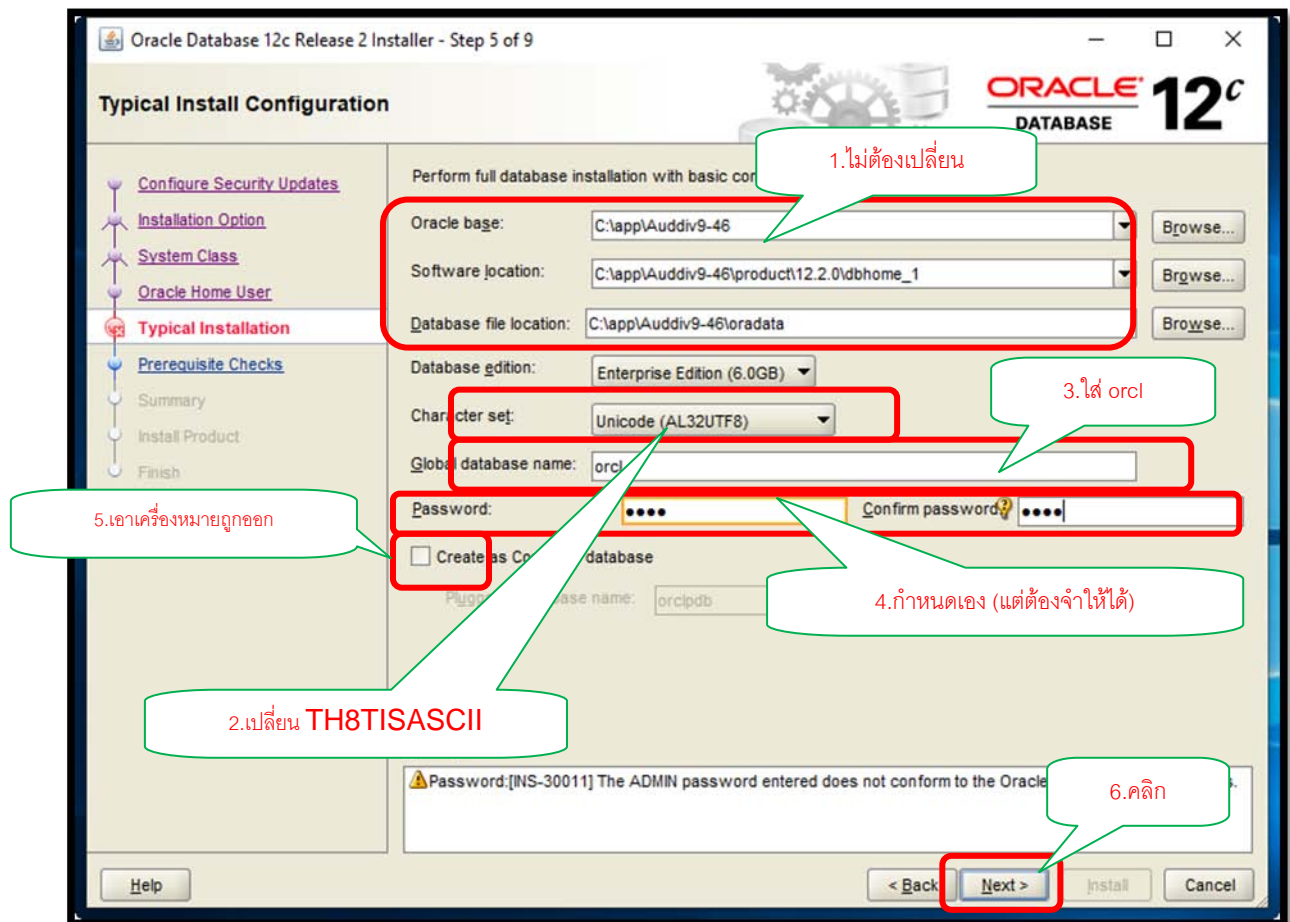 Oracle Database 12c Release 2 Installer - Step 5 of 9
Typical Install Configuration
ORACLE
DATABASE
12c
1.ไม่ต้องเปลี่ยน
Configure Security Updates
Installation Option
System Class
Oracle Home User
Typical Installation
Prerequisite Checks
Summary
Install Product
Finish
Perform full database installation with basic
Oracle base: C:\app\Auddiv9-46 Browse...
Software location: C:\app\Auddiv9-46\product\12.2.0\dbhome_1 Browse...
Database file location: C:\app\Auddiv9-46\oradata Browse...
Database edition: Enterprise Edition (6.0GB)
3.ใส่ orcl
Character set: Unicode (AL32UTF8)
Global database name: orcl
5.เอาเครื่องหมายถูกออก
Password: •••• Confirm password: ••••
Create as database
name: orclpdb
4.กำหนดเอง (แต่ต้องจำให้ได้)
2.เปลี่ยน TH8TISASCII
Password:[INS-30011] The ADMIN password entered does not conform to the Oracle
6.คลิก
Help < Back Next > Install Cancel